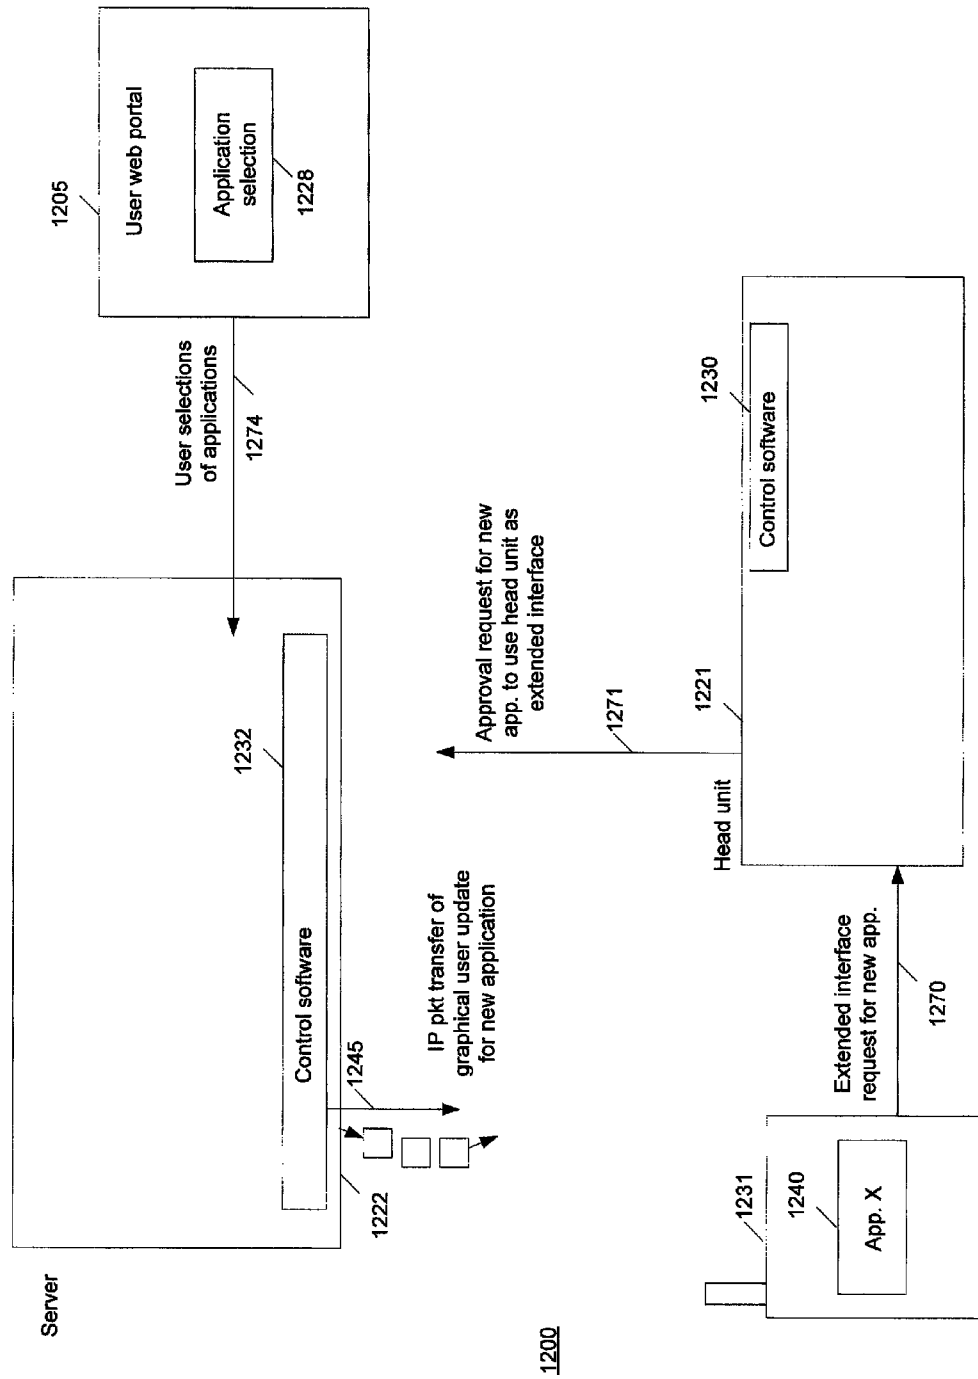 Server
1222
Control software
1232
1245
IP pkt transfer of
graphical user update
for new application
User selections
of applications
1274
1205
User web portal
Application
selection
1228
1200
1231
1240
App. X
Extended interface
request for new app.
1270
Head unit
1221
Approval request for new
app. to use head unit as
extended interface
1271
1230
Control software